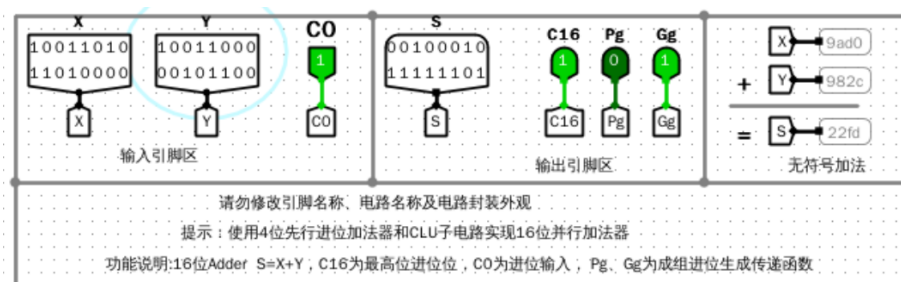 X Y C0 S C16 Pg Gg X 9ad0
10011010 10011000 1 00100010 1 0 1
11010000 00101100 11111101 + Y 982c
X Y C0 S C16 Pg Gg = S 22fd
输入引脚区 输出引脚区 无符号加法
请勿修改引脚名称、电路名称及电路封装外观
提示：使用4位先行进位加法器和CLU子电路实现16位并行加法器
功能说明:16位Adder S=X+Y，C16为最高位进位位，C0为进位输入， Pg、Gg为成组进位生成传递函数